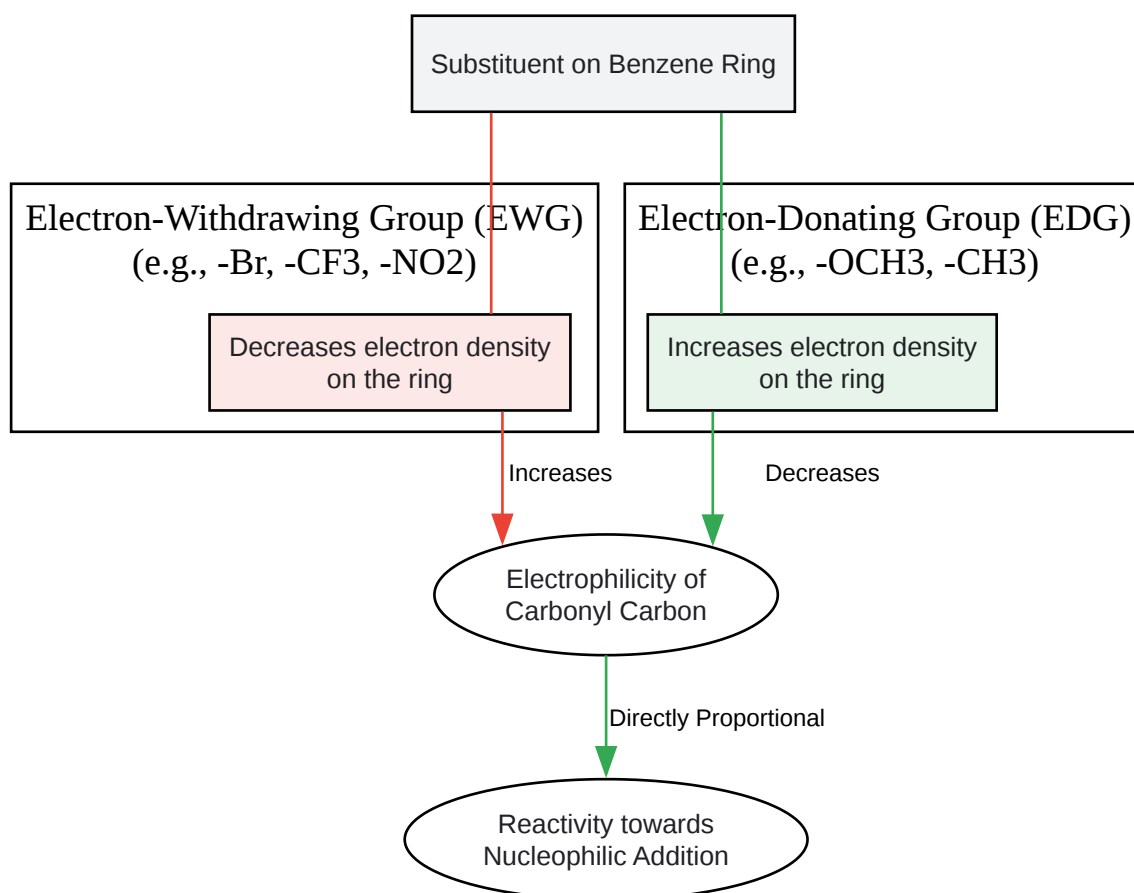 Substituent on Benzene Ring
Electron-Withdrawing Group (EWG)
(e.g., -Br, -CF3, -NO2)
Electron-Donating Group (EDG)
(e.g., -OCH3, -CH3)
Decreases electron density
on the ring
Increases electron density
on the ring
Increases
Decreases
Electrophilicity of
Carbonyl Carbon
Directly Proportional
Reactivity towards
Nucleophilic Addition